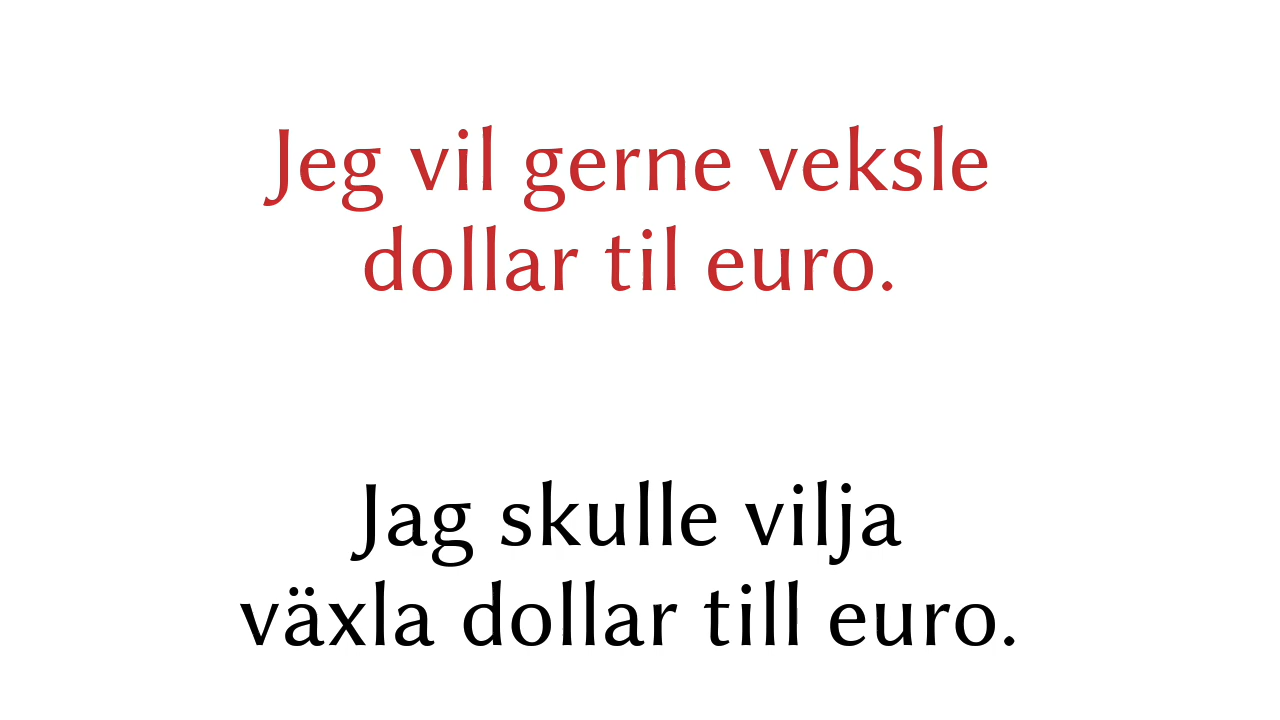 Jeg vil gerne veksle
dollar til euro.
Jag skulle vilja
växla dollar till euro.